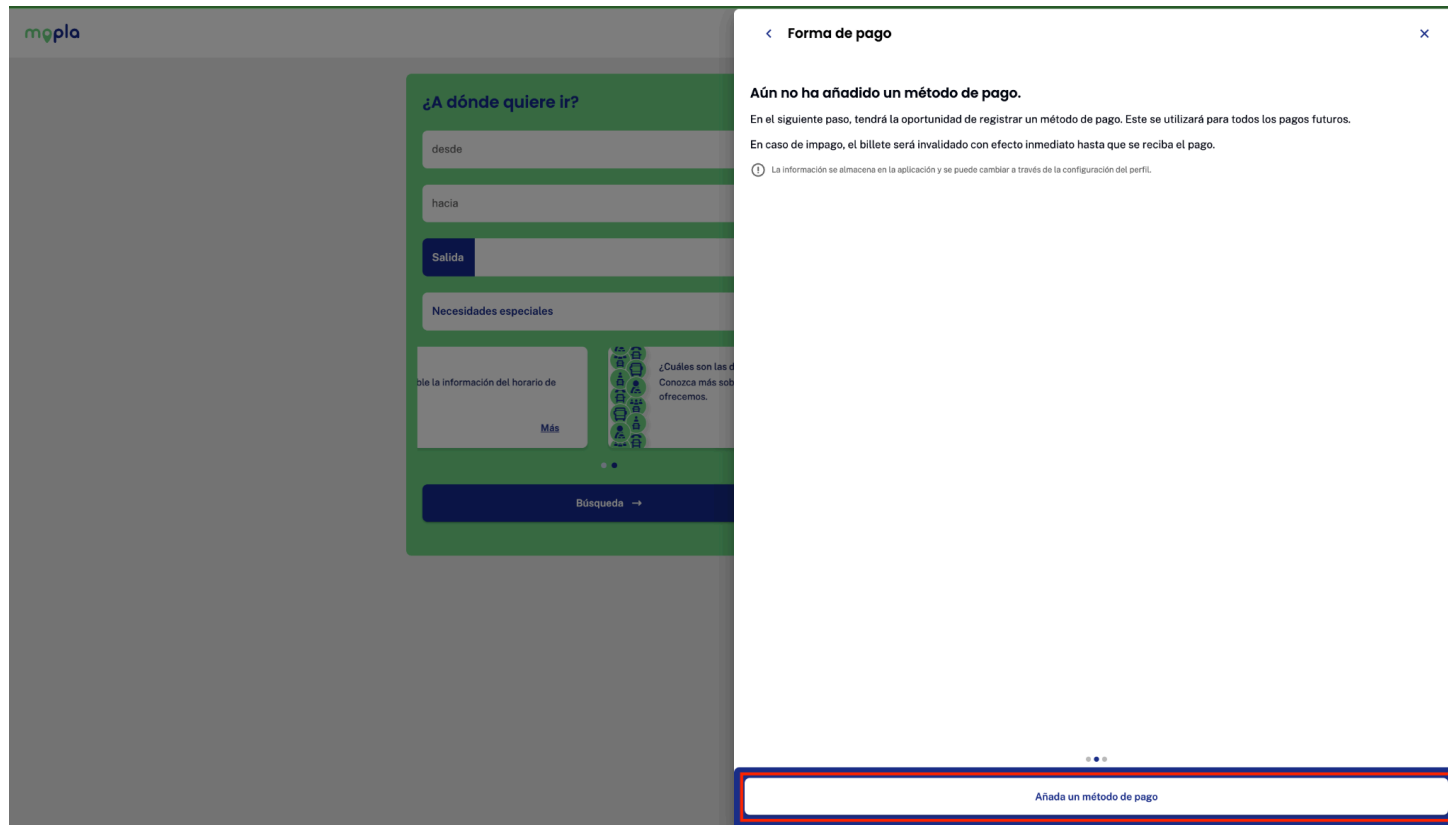 mopla
¿A dónde quiere ir?
desde
hacia
Salida
Necesidades especiales
ble la información del horario de
Más
¿Cuáles son las d
Conozca más sob
ofrecemos.
Búsqueda →
< Forma de pago ×
Aún no ha añadido un método de pago.
En el siguiente paso, tendrá la oportunidad de registrar un método de pago. Este se utilizará para todos los pagos futuros.
En caso de impago, el billete será invalidado con efecto inmediato hasta que se reciba el pago.
La información se almacena en la aplicación y se puede cambiar a través de la configuración del perfil.
Añada un método de pago